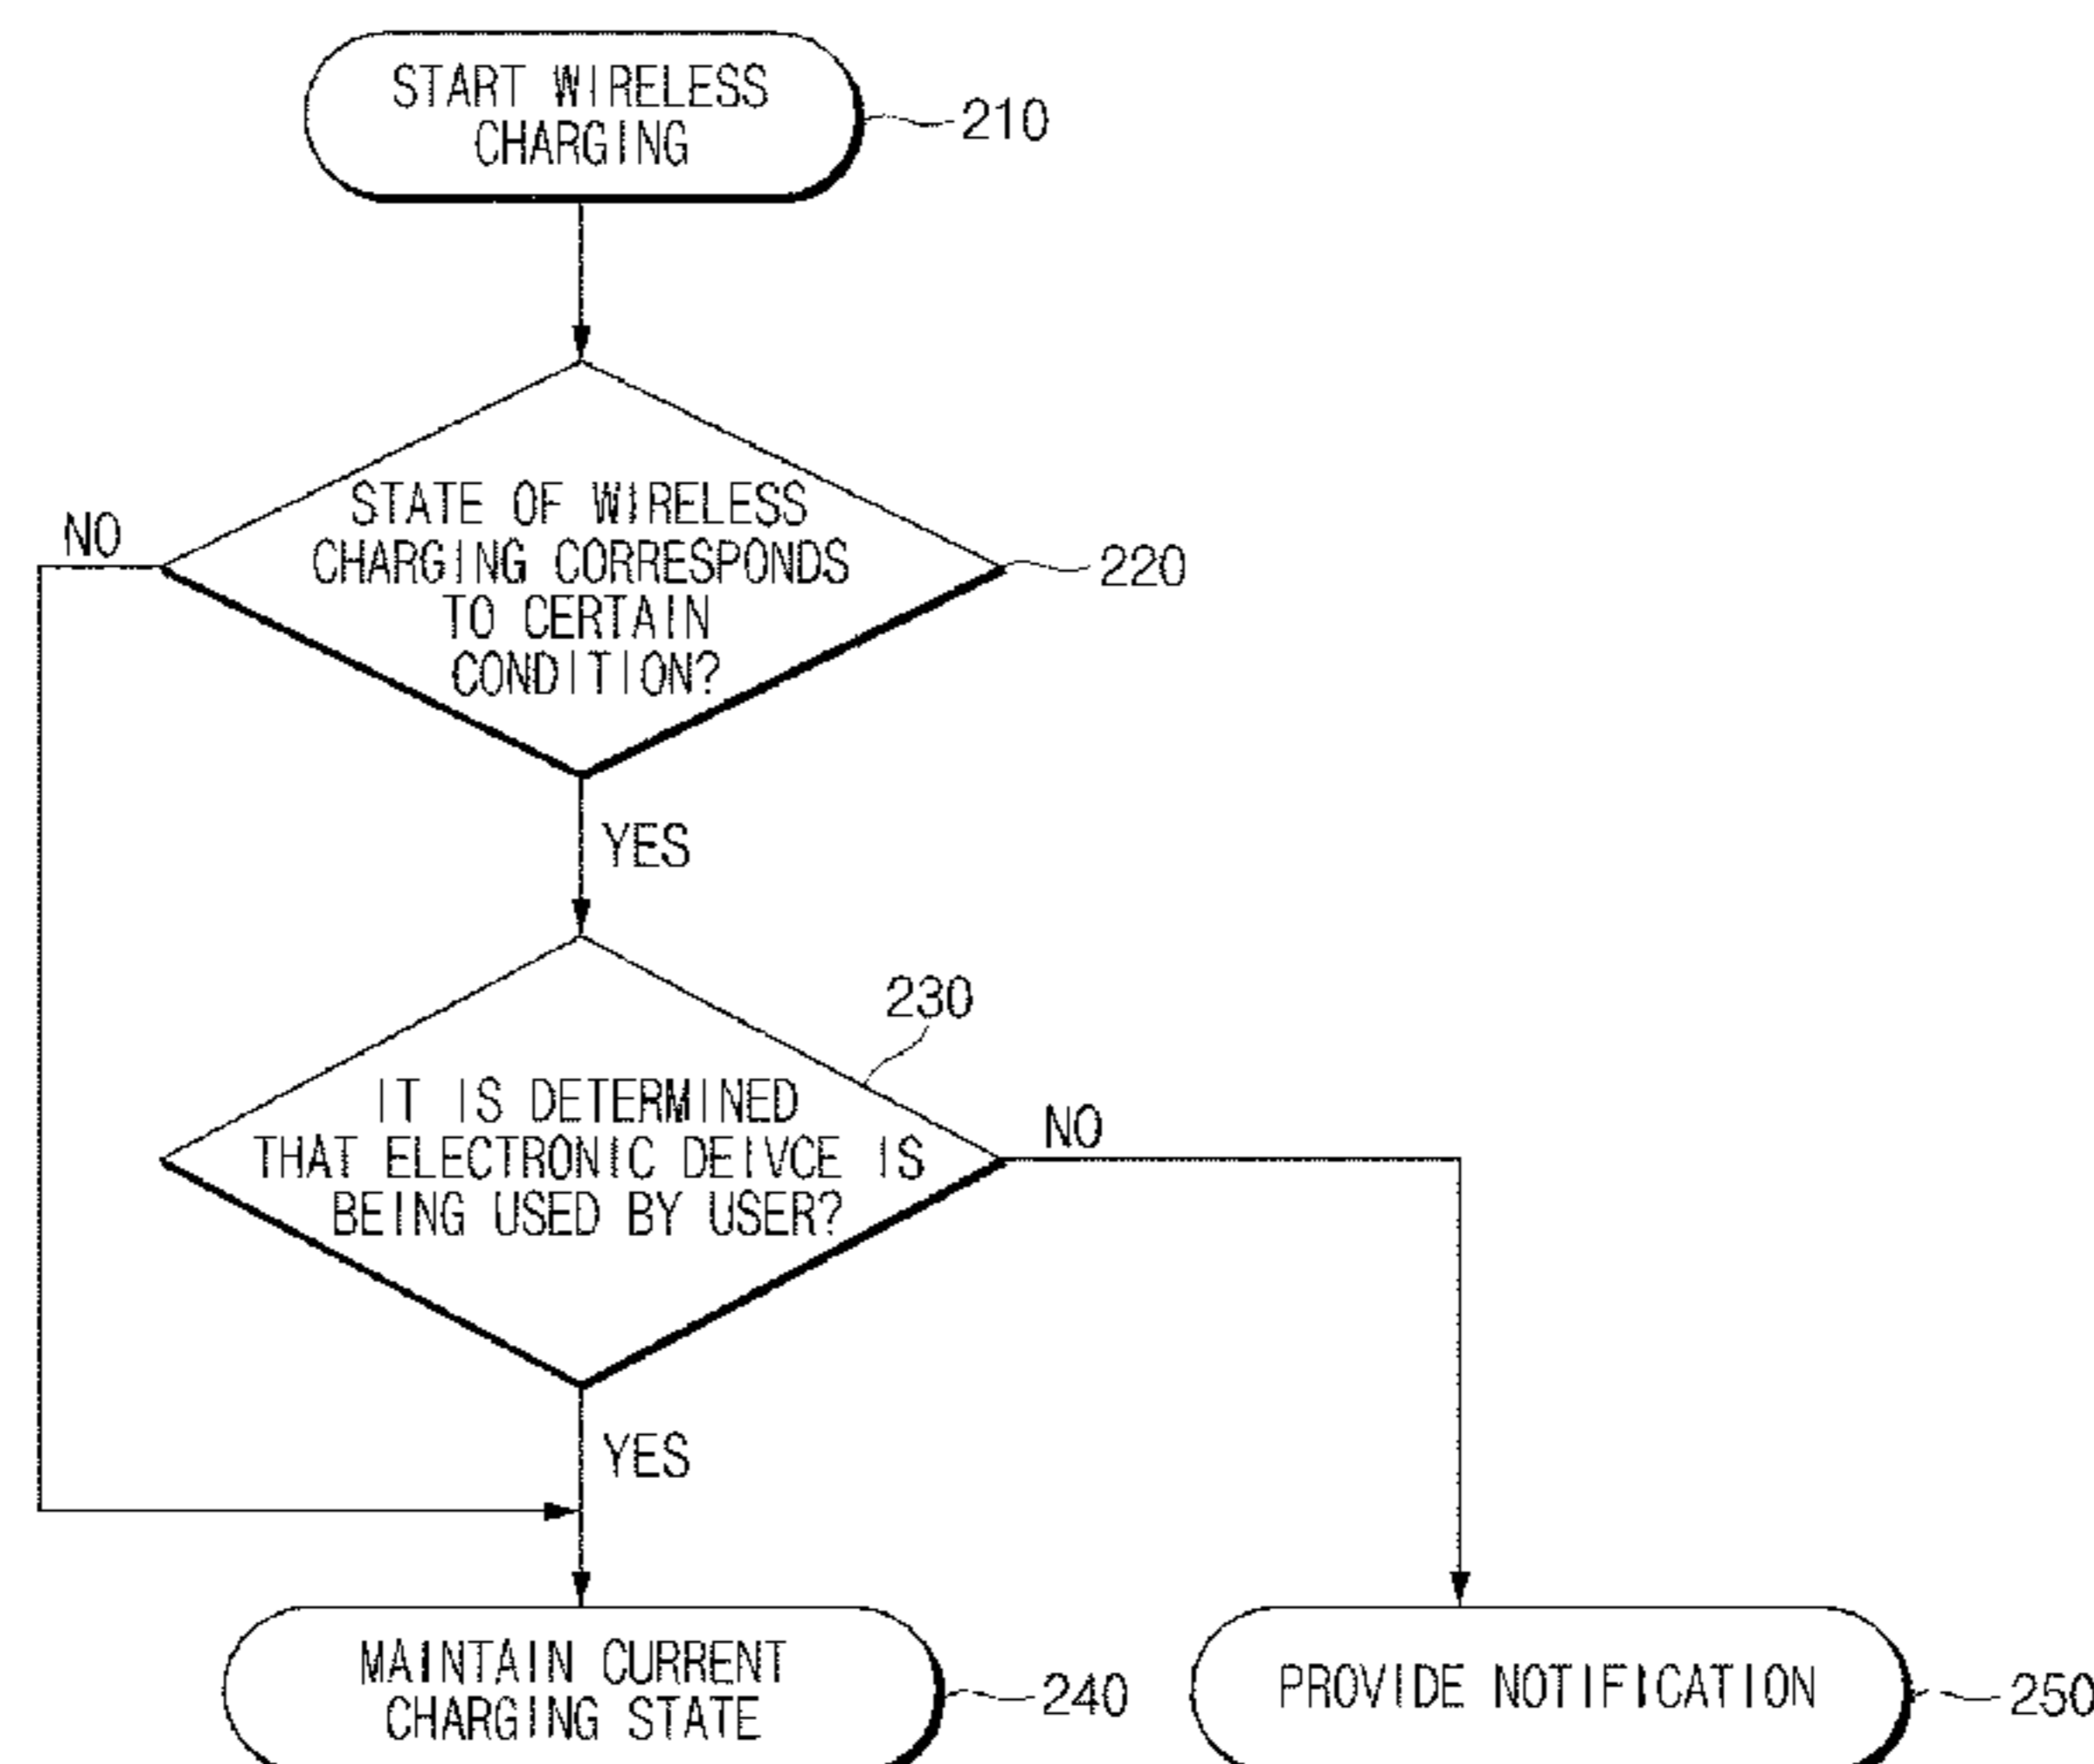 START WIRELESS
CHARGING
210
STATE OF WIRELESS
CHARGING CORRESPONDS
TO CERTAIN
CONDITION?
220
NO
YES
230
IT IS DETERMINED
THAT ELECTRONIC DEIVCE IS
BEING USED BY USER?
NO
YES
MAINTAIN CURRENT
CHARGING STATE
240
PROVIDE NOTIFICATION
250